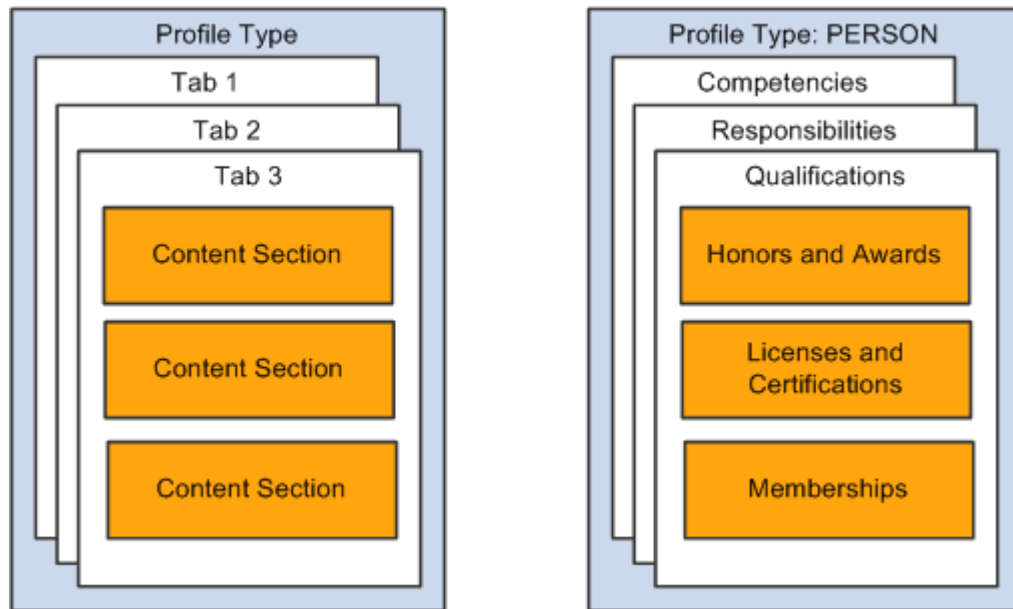 Profile Type
Tab 1
Tab 2
Tab 3
Content Section
Content Section
Content Section
Profile Type: PERSON
Competencies
Responsibilities
Qualifications
Honors and Awards
Licenses and
Certifications
Memberships